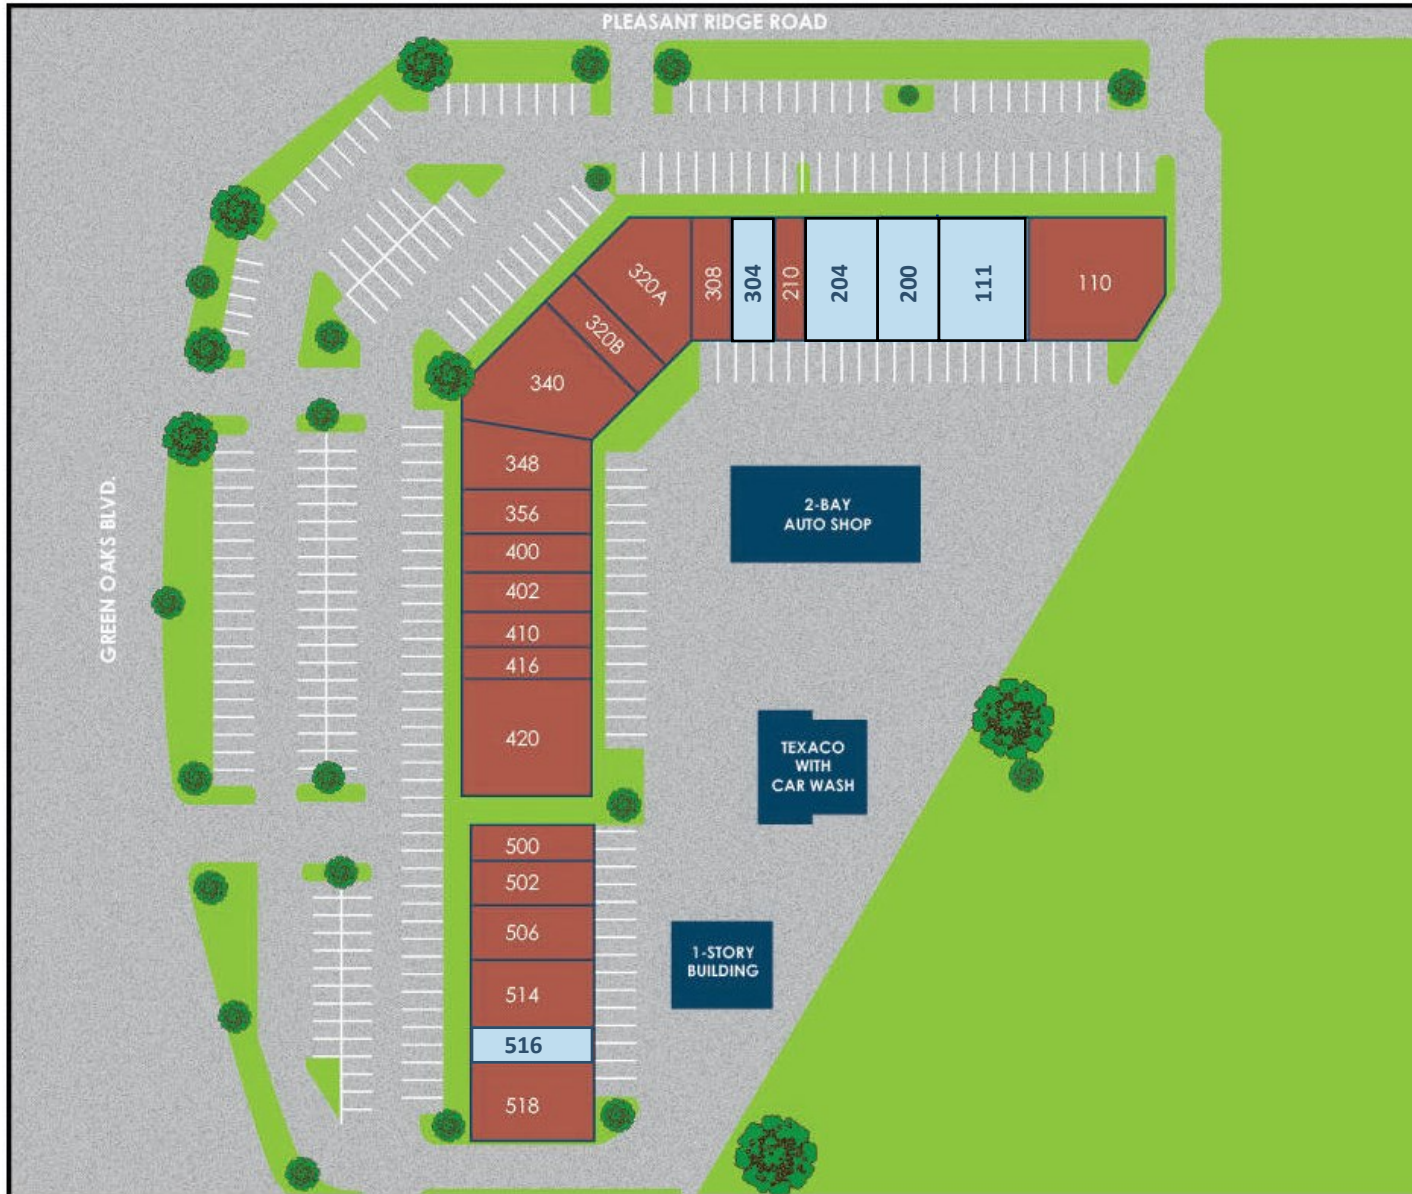 PLEASANT RIDGE ROAD
320A
308
304
210
204
200
111
110
320B
340
348
356
400
402
410
416
420
500
502
506
514
516
518
GREEN OAKS BLVD.
2-BAY
AUTO SHOP
TEXACO
WITH
CAR WASH
1-STORY
BUILDING